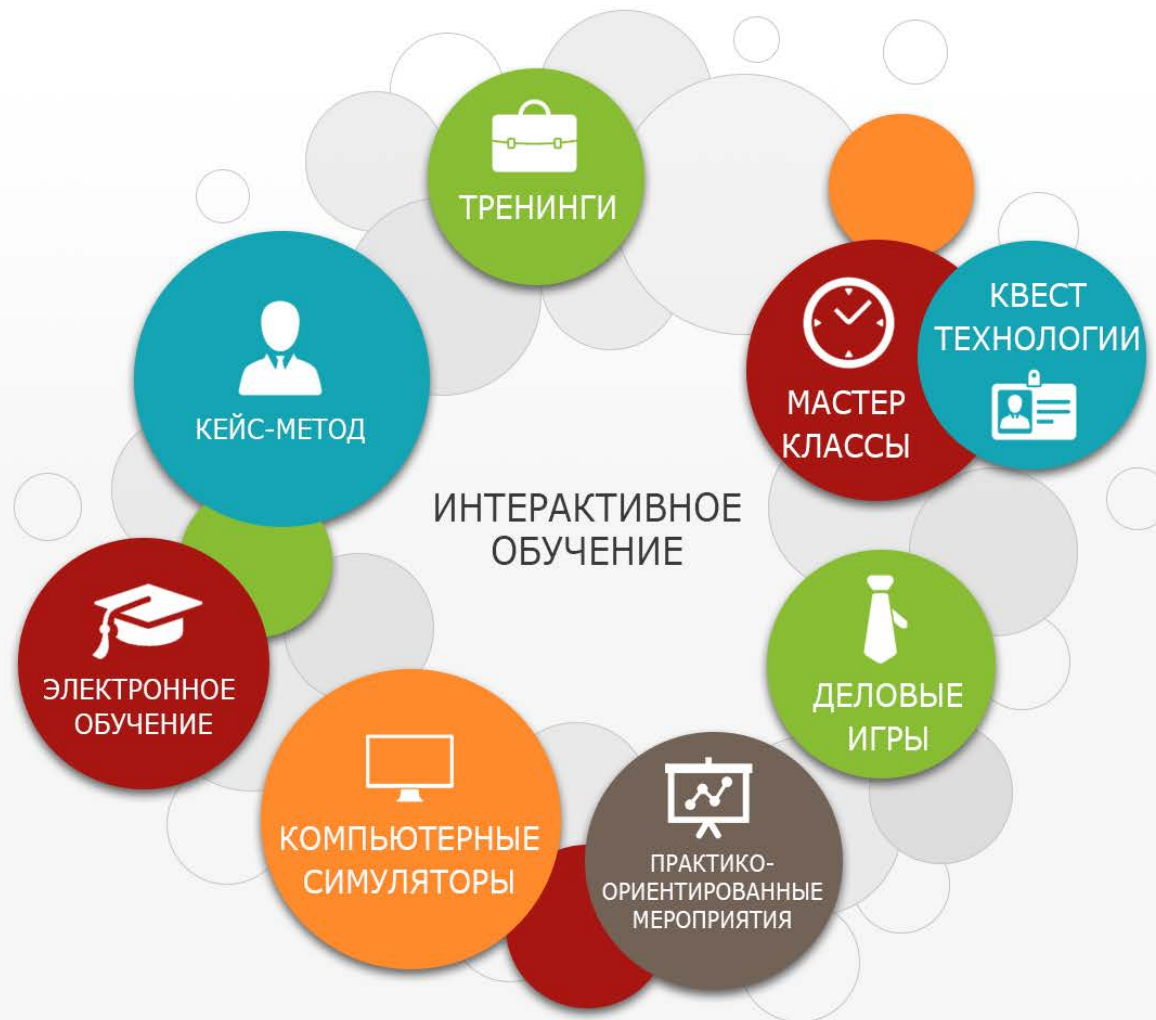 ТРЕНИНГИ
КВЕСТ
ТЕХНОЛОГИИ
МАСТЕР
КЛАССЫ
КЕЙС-МЕТОД
ИНТЕРАКТИВНОЕ
ОБУЧЕНИЕ
ЭЛЕКТРОННОЕ
ОБУЧЕНИЕ
ДЕЛОВЫЕ
ИГРЫ
КОМПЬЮТЕРНЫЕ
СИМУЛЯТОРЫ
ПРАКТИКО-
ОРИЕНТИРОВАННЫЕ
МЕРОПРИЯТИЯ